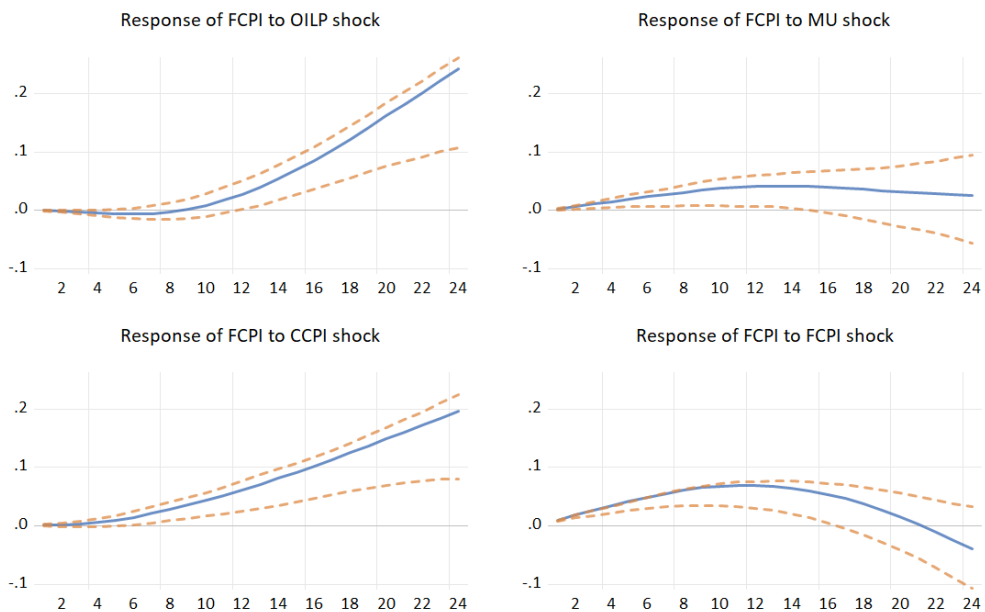 Response of FCPI to OILP shock
.2
.1
.0
-.1
2 4 6 8 10 12 14 16 18 20 22 24
Response of FCPI to MU shock
.2
.1
.0
-.1
2 4 6 8 10 12 14 16 18 20 22 24
Response of FCPI to CCPI shock
.2
.1
.0
-.1
2 4 6 8 10 12 14 16 18 20 22 24
Response of FCPI to FCPI shock
.2
.1
.0
-.1
2 4 6 8 10 12 14 16 18 20 22 24